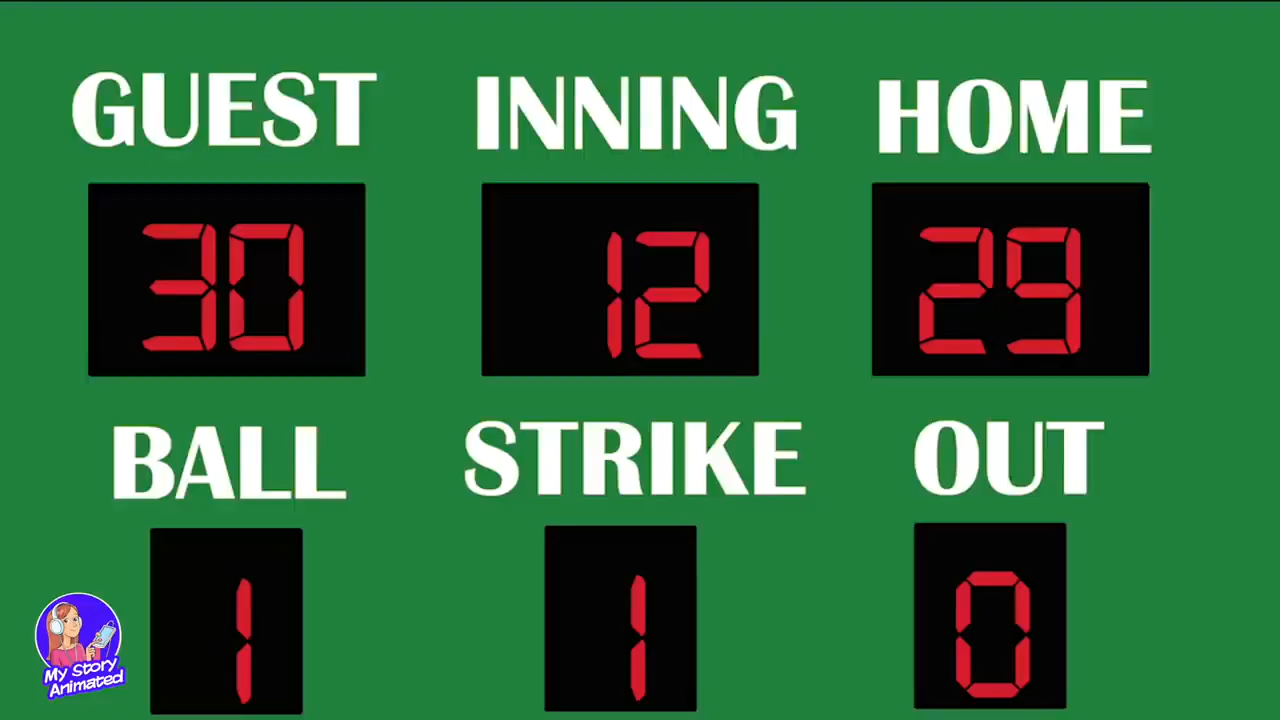 GUEST INNING HOME
30 12 29
BALL STRIKE OUT
1 1 0
My Story
Animated